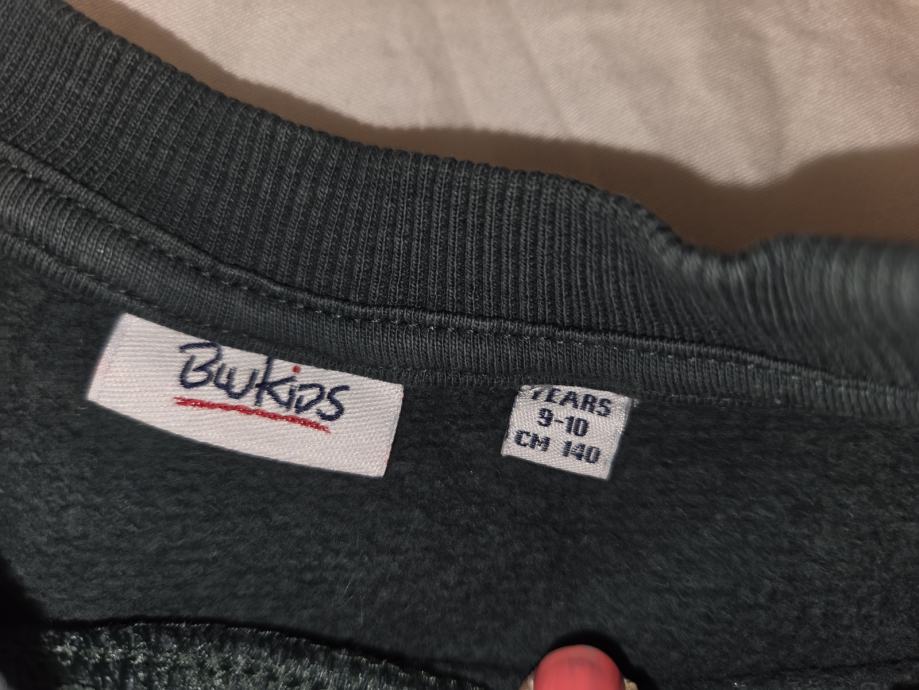 BWKIDS
YEARS
9-10
CM 140